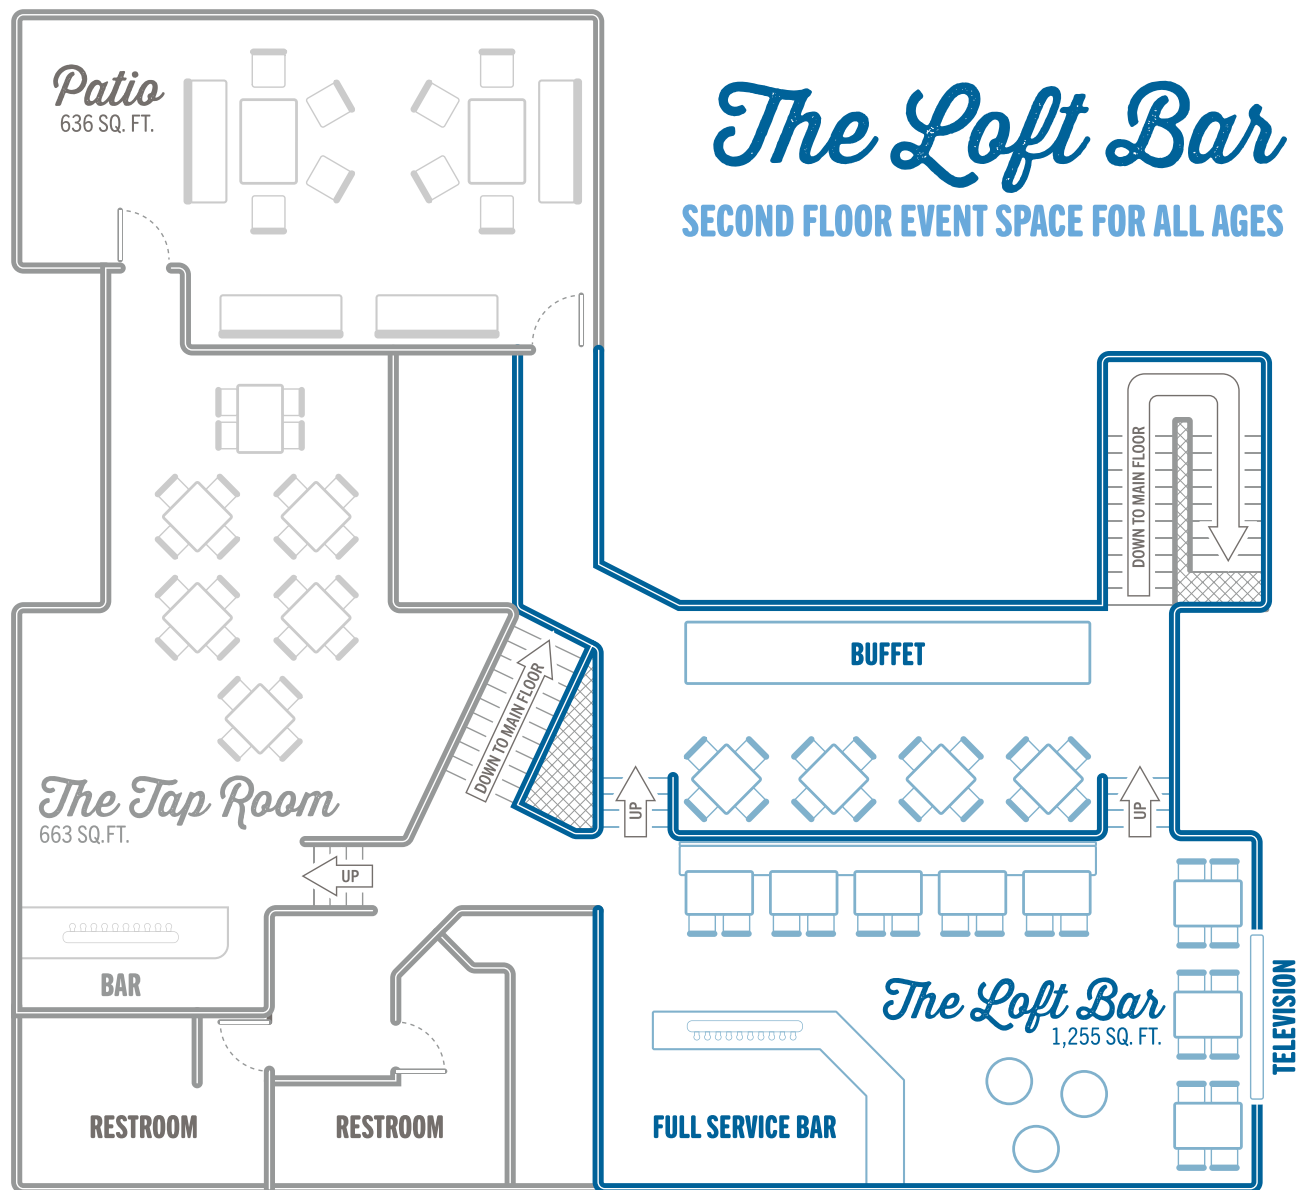 Patio
636 SQ. FT.
The Loft Bar
SECOND FLOOR EVENT SPACE FOR ALL AGES
DOWN TO MAIN FLOOR
BUFFET
DOWN TO MAIN FLOOR
The Tap Room
663 SQ.FT.
UP
UP
UP
BAR
The Loft Bar
1,255 SQ. FT.
TELEVISION
RESTROOM
RESTROOM
FULL SERVICE BAR